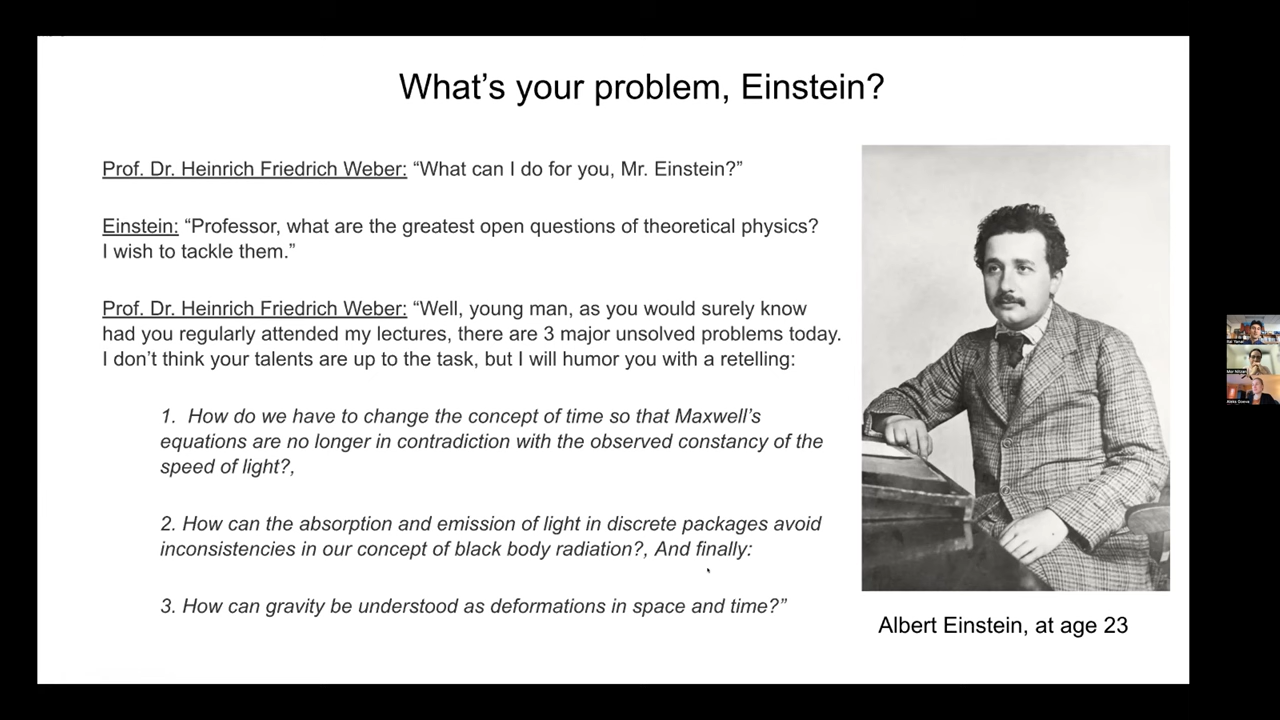 What's your problem, Einstein?
Prof. Dr. Heinrich Friedrich Weber: “What can I do for you, Mr. Einstein?”
Einstein: “Professor, what are the greatest open questions of theoretical physics?
I wish to tackle them.”
Prof. Dr. Heinrich Friedrich Weber: “Well, young man, as you would surely know
had you regularly attended my lectures, there are 3 major unsolved problems today.
I don’t think your talents are up to the task, but I will humor you with a retelling:
1. How do we have to change the concept of time so that Maxwell’s
equations are no longer in contradiction with the observed constancy of the
speed of light?,
2. How can the absorption and emission of light in discrete packages avoid
inconsistencies in our concept of black body radiation?, And finally:
3. How can gravity be understood as deformations in space and time?”
Albert Einstein, at age 23